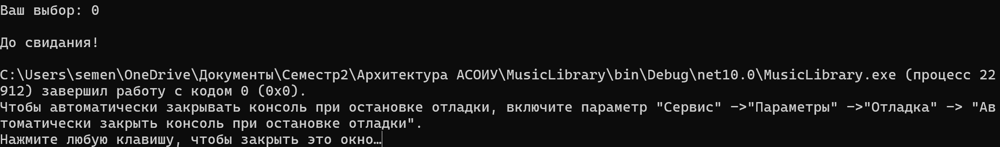 Ваш выбор: 0
До свидания!
C:\Users\semen\OneDrive\Документы\Семестр2\Архитектура АСОИУ\MusicLibrary\bin\Debug\net10.0\MusicLibrary.exe (процесс 22
912) завершил работу с кодом 0 (0x0).
Чтобы автоматически закрывать консоль при остановке отладки, включите параметр "Сервис" ->"Параметры" ->"Отладка" -> "Ав
томатически закрыть консоль при остановке отладки".
Нажмите любую клавишу, чтобы закрыть это окно…